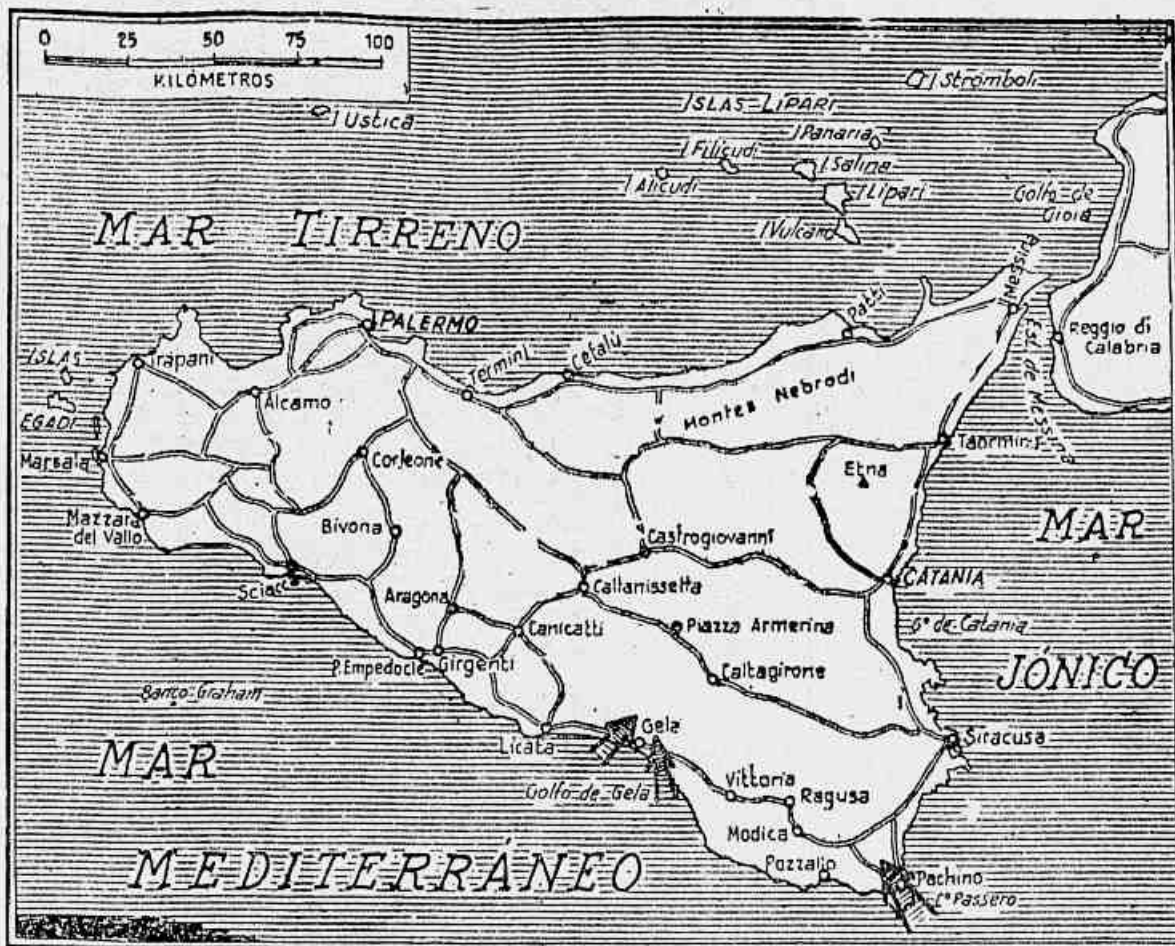 0 25 50 75 100
KILÓMETROS
I Stromboli
ISLAS-LIPARI
I Ustica
I Panaria
I Filicudi
I Salina
I Alicudi
I Lipari
Golfo-de
Gioia
I Vulcano
MAR TIRRENO
Messina
Patti
PALERMO
Reggio di
Calabria
ISLAS
EGADI
Trapani
Termini
Cefalú
Est. de Messina
Alcamo
Montes Nebrodi
Taormina
Marsala
Corleone
Etna
Mazzara
del Vallo
Bivona
MAR
Castrogiovanni
Sciacca
Caltanissetta
CATANIA
Aragona
Canicatti
Piazza Armerina
Gº de Catania
P. Empedocle
Girgenti
Caltagirone
JÓNICO
Banco-Graham
Licata
Gela
Siracusa
MAR
Golfo-de-Gela
Vittoria
Ragusa
Modica
MEDITERRÁNEO
Pozzallo
Pachino
Cº Passero